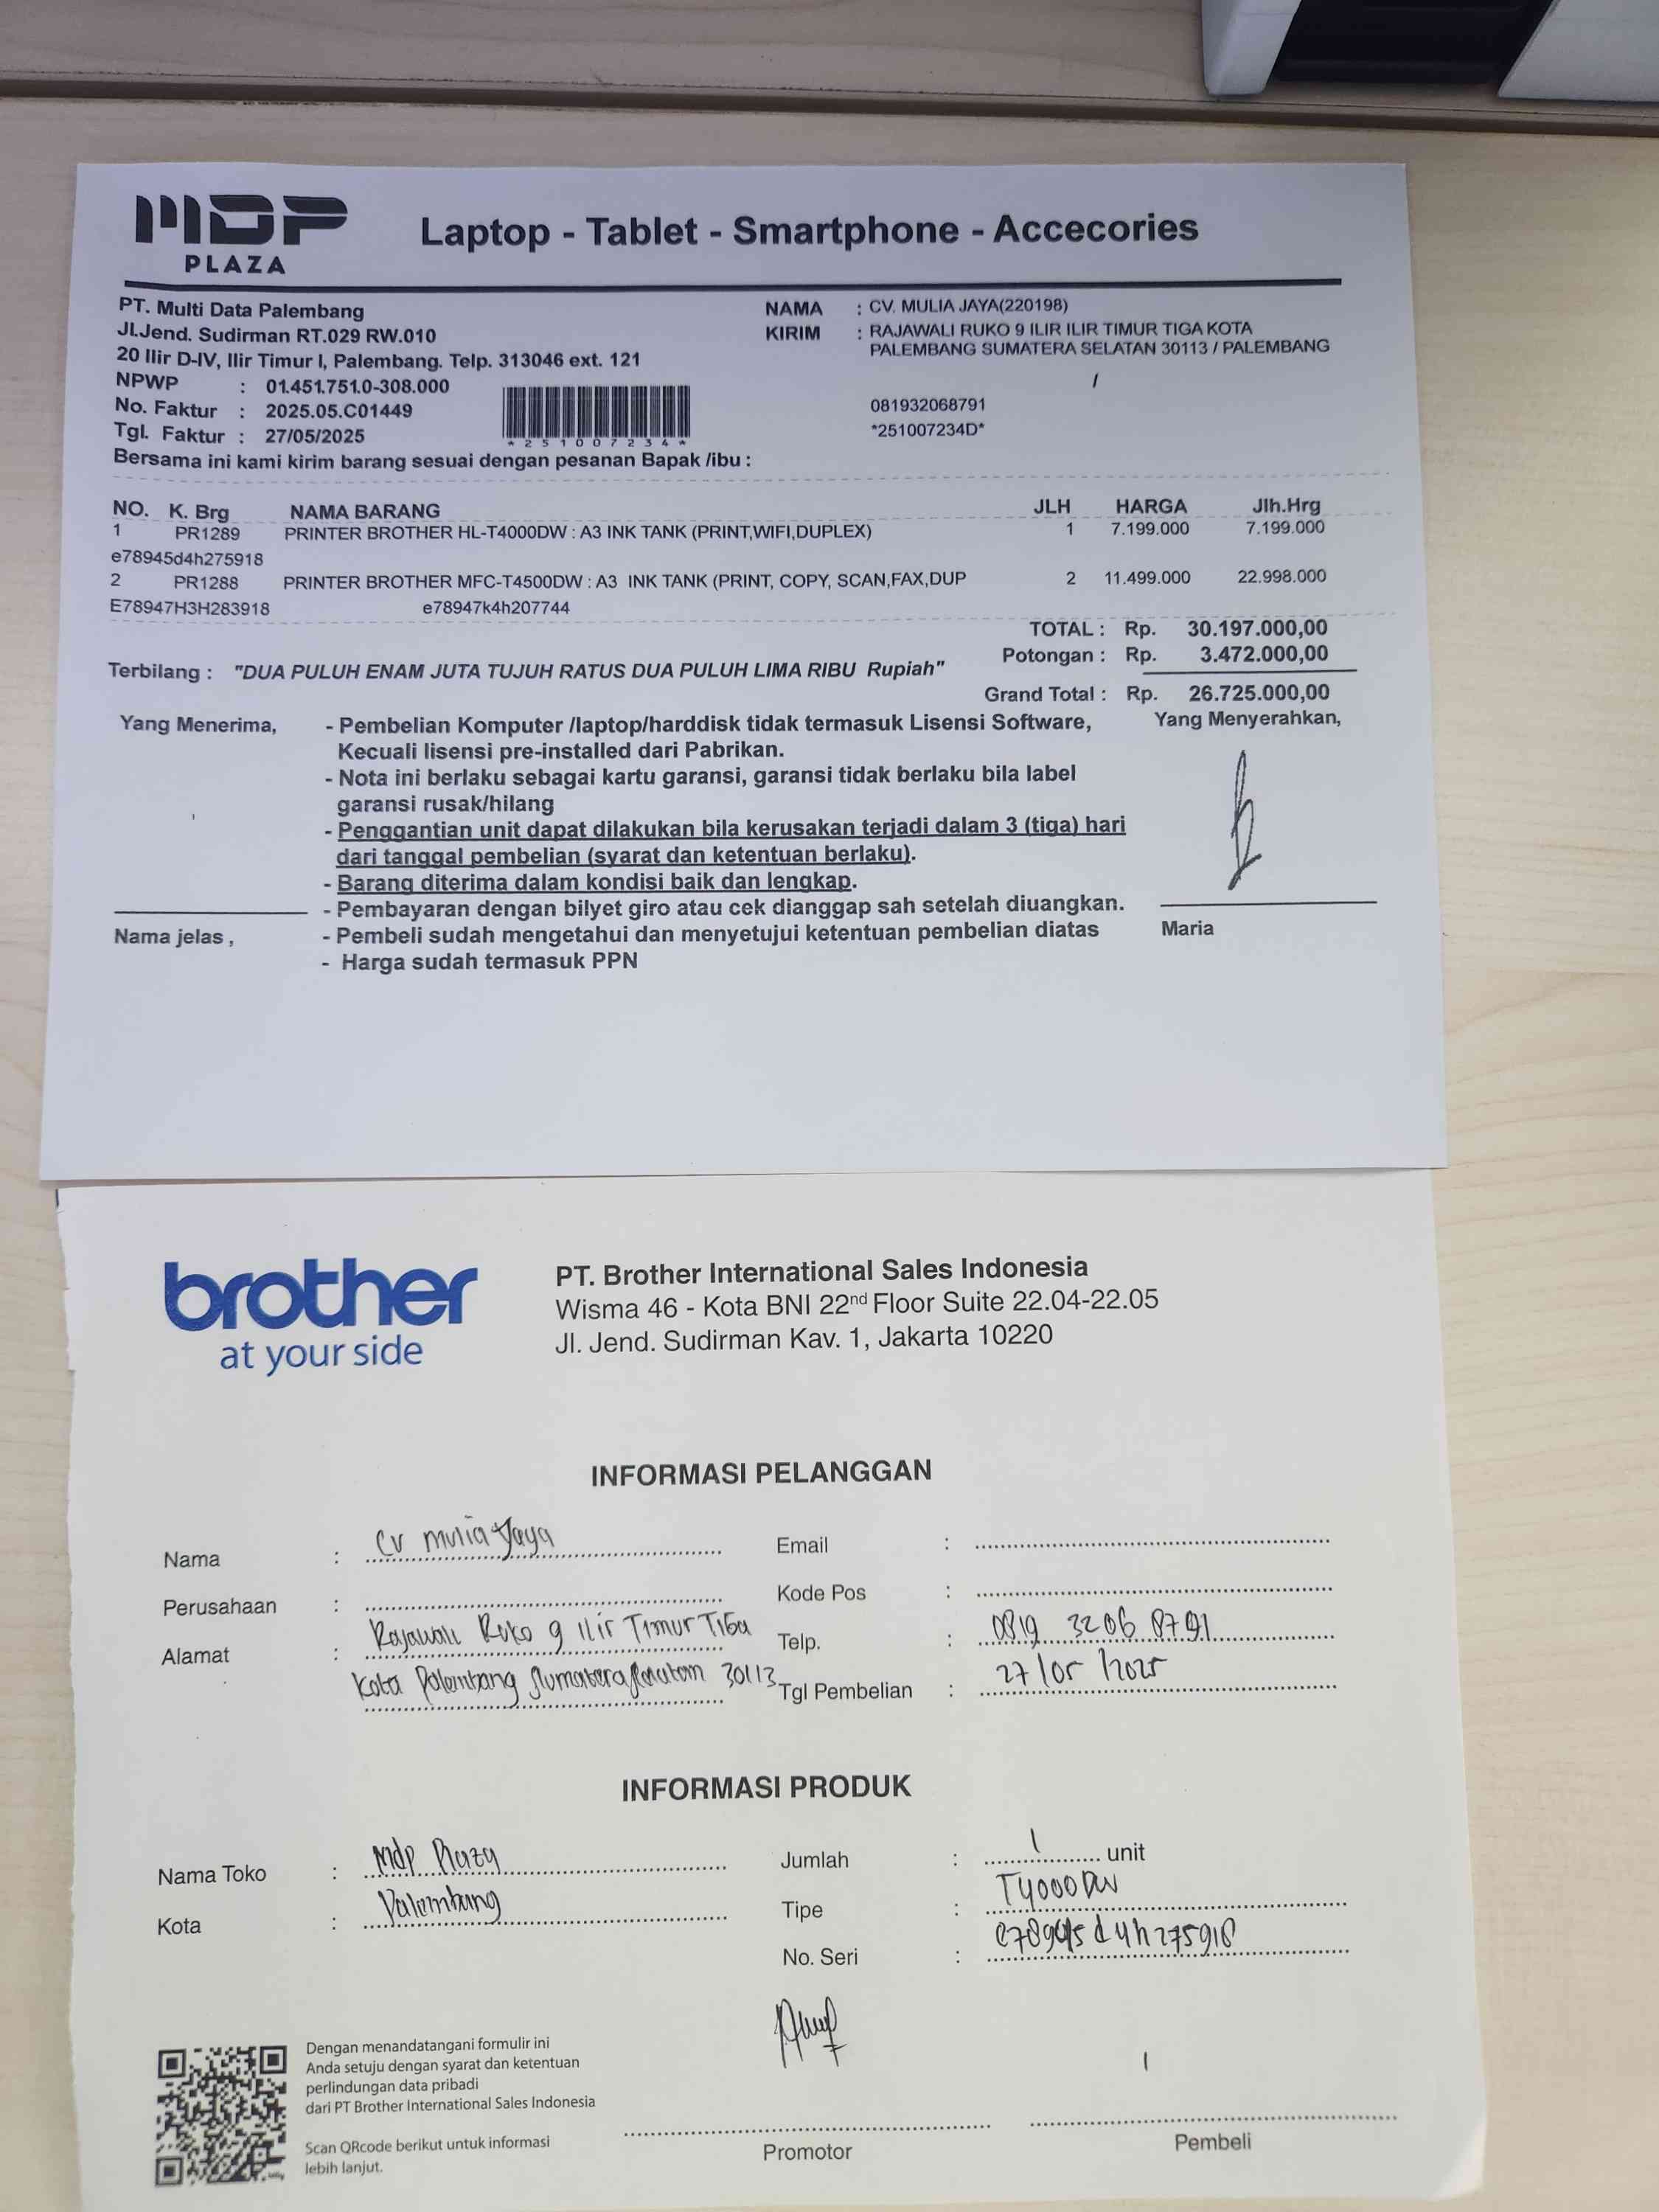 MDP
PLAZA
Laptop - Tablet - Smartphone - Accecories
PT. Multi Data Palembang
Jl.Jend. Sudirman RT.029 RW.010
20 Ilir D-IV, Ilir Timur I, Palembang. Telp. 313046 ext. 121
NPWP : 01.451.751.0-308.000
No. Faktur : 2025.05.C01449
Tgl. Faktur : 27/05/2025
*251007234*
NAMA : CV. MULIA JAYA(220198)
KIRIM : RAJAWALI RUKO 9 ILIR ILIR TIMUR TIGA KOTA
PALEMBANG SUMATERA SELATAN 30113 / PALEMBANG
/
081932068791
*251007234D*
Bersama ini kami kirim barang sesuai dengan pesanan Bapak /ibu :
NO. K. Brg NAMA BARANG JLH HARGA Jlh.Hrg
1 PR1289 PRINTER BROTHER HL-T4000DW : A3 INK TANK (PRINT,WIFI,DUPLEX) 1 7.199.000 7.199.000
e78945d4h275918
2 PR1288 PRINTER BROTHER MFC-T4500DW : A3 INK TANK (PRINT, COPY, SCAN,FAX,DUP 2 11.499.000 22.998.000
E78947H3H283918 e78947k4h207744
TOTAL : Rp. 30.197.000,00
Potongan : Rp. 3.472.000,00
Terbilang : "DUA PULUH ENAM JUTA TUJUH RATUS DUA PULUH LIMA RIBU Rupiah"
Grand Total : Rp. 26.725.000,00
Yang Menerima,
- Pembelian Komputer /laptop/harddisk tidak termasuk Lisensi Software,
Kecuali lisensi pre-installed dari Pabrikan.
- Nota ini berlaku sebagai kartu garansi, garansi tidak berlaku bila label
garansi rusak/hilang
- Penggantian unit dapat dilakukan bila kerusakan terjadi dalam 3 (tiga) hari
dari tanggal pembelian (syarat dan ketentuan berlaku).
- Barang diterima dalam kondisi baik dan lengkap.
- Pembayaran dengan bilyet giro atau cek dianggap sah setelah diuangkan.
- Pembeli sudah mengetahui dan menyetujui ketentuan pembelian diatas
- Harga sudah termasuk PPN
Yang Menyerahkan,
Nama jelas ,
Maria
brother
at your side
PT. Brother International Sales Indonesia
Wisma 46 - Kota BNI 22nd Floor Suite 22.04-22.05
Jl. Jend. Sudirman Kav. 1, Jakarta 10220
INFORMASI PELANGGAN
Nama : CV Mulia Jaya
Perusahaan :
Alamat : Rajawali Ruko 9 ilir Timur Tiga
Kota Palembang Sumatera Selatan 30113
Email :
Kode Pos :
Telp. : 0819 3206 8791
Tgl Pembelian : 27/05/2025
INFORMASI PRODUK
Nama Toko : Mdp Plaza
Kota : Palembang
Jumlah : 1 unit
Tipe : T4000DW
No. Seri : e78945d4h275918
Dengan menandatangani formulir ini
Anda setuju dengan syarat dan ketentuan
perlindungan data pribadi
dari PT Brother International Sales Indonesia
Scan QRcode berikut untuk informasi
lebih lanjut.
Promotor
Pembeli